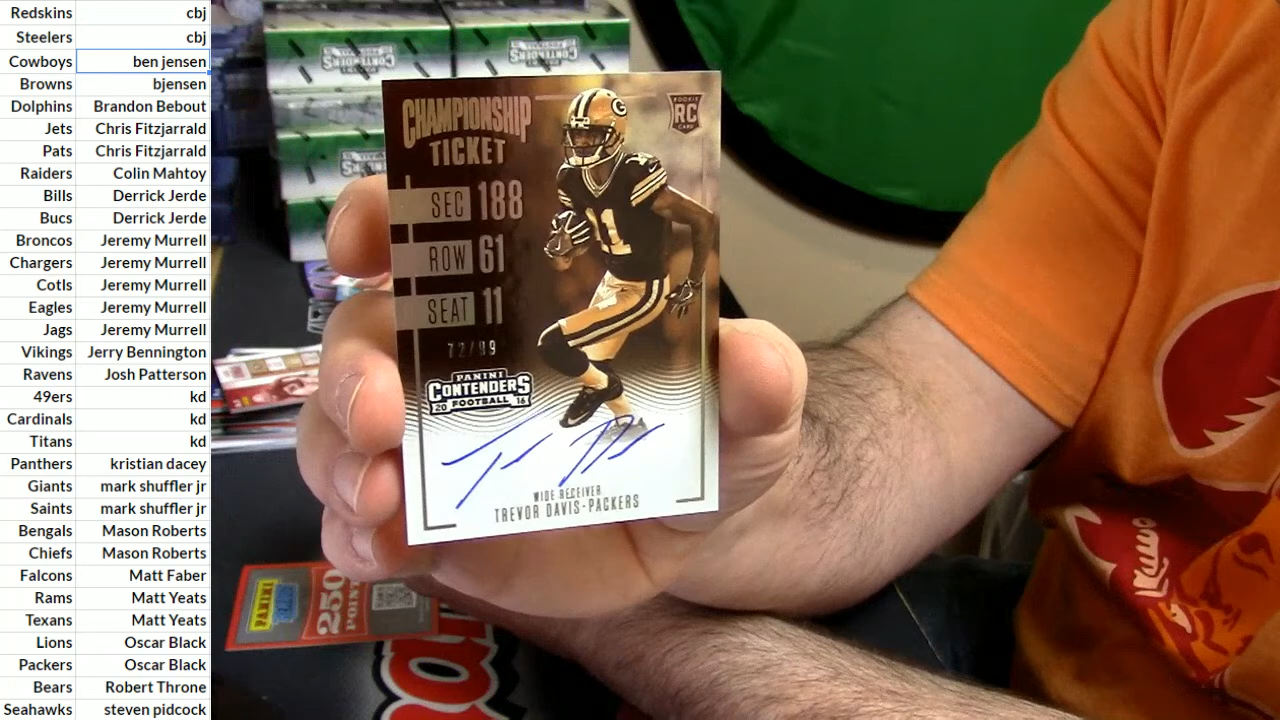 Redskins cbj
Steelers cbj
Cowboys ben jensen
Browns bjensen
Dolphins Brandon Bebout
Jets Chris Fitzjarrald
Pats Chris Fitzjarrald
Raiders Colin Mahtoy
Bills Derrick Jerde
Bucs Derrick Jerde
Broncos Jeremy Murrell
Chargers Jeremy Murrell
Cotls Jeremy Murrell
Eagles Jeremy Murrell
Jags Jeremy Murrell
Vikings Jerry Bennington
Ravens Josh Patterson
49ers kd
Cardinals kd
Titans kd
Panthers kristian dacey
Giants mark shuffler jr
Saints mark shuffler jr
Bengals Mason Roberts
Chiefs Mason Roberts
Falcons Matt Faber
Rams Matt Yeats
Texans Matt Yeats
Lions Oscar Black
Packers Oscar Black
Bears Robert Throne
Seahawks steven pidcock
CONTENDERS
CONTENDERS
CHAMPIONSHIP
TICKET
ROOKIE
RC
CARD
G
11
SEC 188
ROW 61
SEAT 11
72/99
PANINI
CONTENDERS
20 FOOTBALL 16
WIDE RECEIVER
TREVOR DAVIS-PACKERS
PANINI
250
POINT